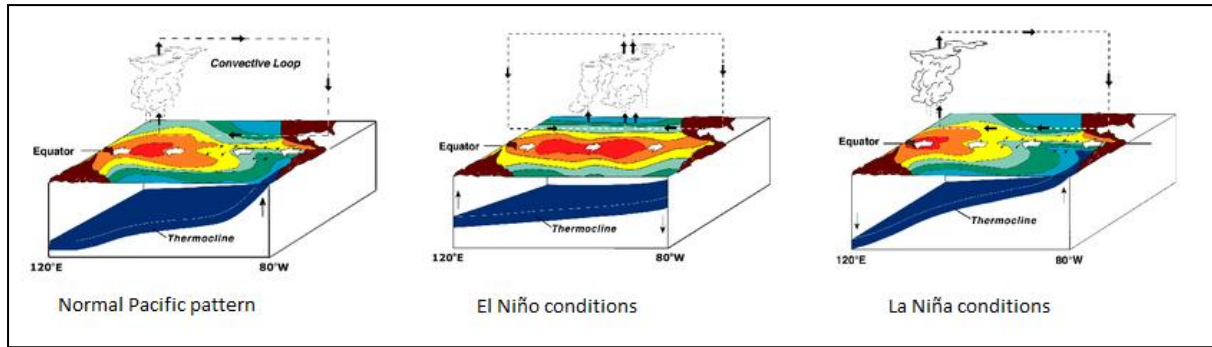 Convective Loop
Equator
Thermocline
120°E
80°W
Normal Pacific pattern
Equator
Thermocline
120°E
80°W
El Niño conditions
Equator
Thermocline
120°E
80°W
La Niña conditions